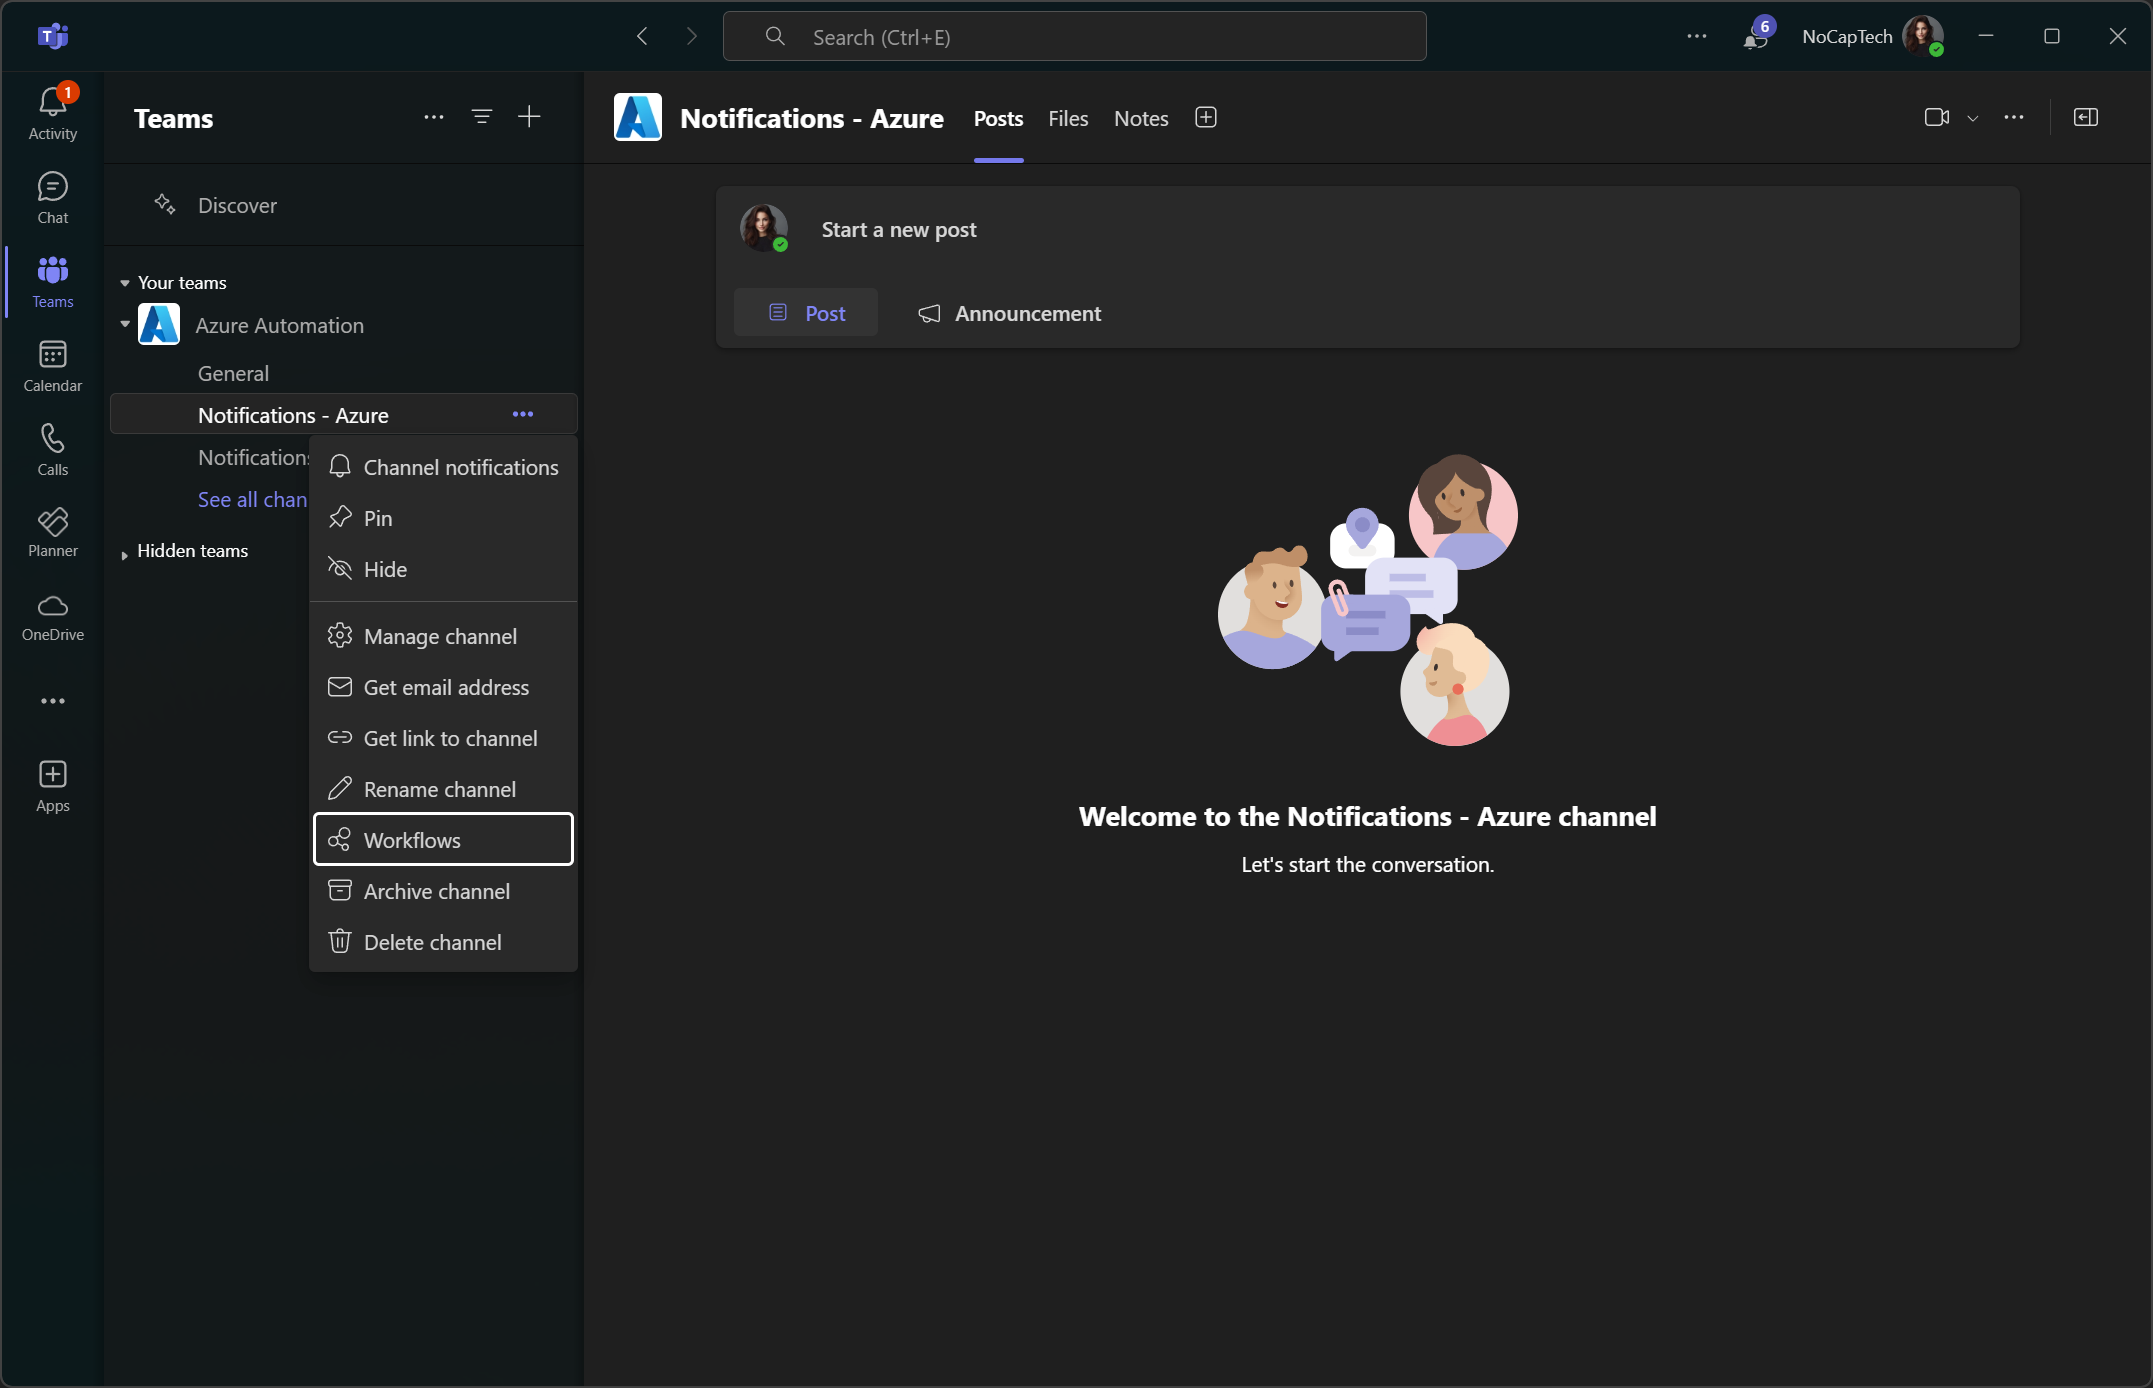 Search (Ctrl+E)
6
NoCapTech
1
Activity
Chat
Teams
Calendar
Calls
Planner
OneDrive
Apps
Teams
Discover
Your teams
Azure Automation
General
Notifications - Azure
Notifications
See all chan
Hidden teams
Channel notifications
Pin
Hide
Manage channel
Get email address
Get link to channel
Rename channel
Workflows
Archive channel
Delete channel
Notifications - Azure
Posts
Files
Notes
Start a new post
Post
Announcement
Welcome to the Notifications - Azure channel
Let's start the conversation.